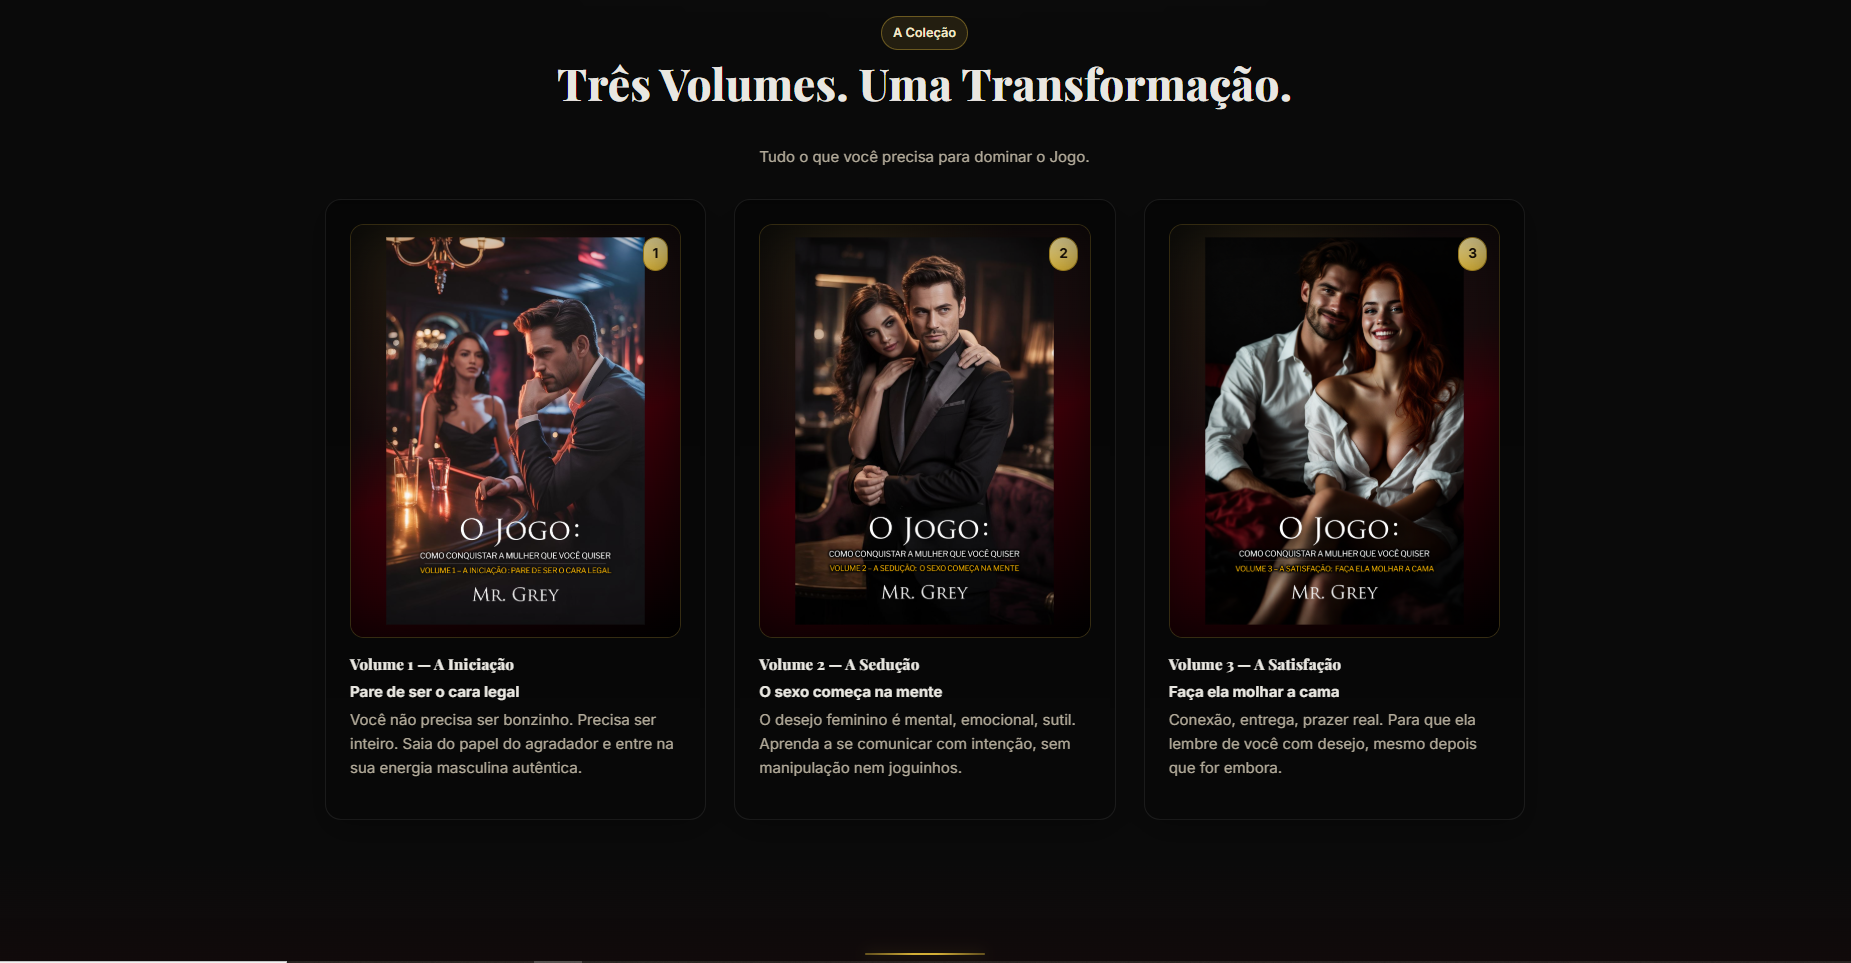 A Coleção
Três Volumes. Uma Transformação.
Tudo o que você precisa para dominar o Jogo.
1
O Jogo:
COMO CONQUISTAR A MULHER QUE VOCÊ QUISER
VOLUME 1 – A INICIAÇÃO: PARE DE SER O CARA LEGAL
Mr. Grey
Volume 1 — A Iniciação
Pare de ser o cara legal
Você não precisa ser bonzinho. Precisa ser
inteiro. Saia do papel do agradador e entre na
sua energia masculina autêntica.
2
O Jogo:
COMO CONQUISTAR A MULHER QUE VOCÊ QUISER
VOLUME 2 – A SEDUÇÃO: O SEXO COMEÇA NA MENTE
Mr. Grey
Volume 2 — A Sedução
O sexo começa na mente
O desejo feminino é mental, emocional, sutil.
Aprenda a se comunicar com intenção, sem
manipulação nem joguinhos.
3
O Jogo:
COMO CONQUISTAR A MULHER QUE VOCÊ QUISER
VOLUME 3 – A SATISFAÇÃO: FAÇA ELA MOLHAR A CAMA
Mr. Grey
Volume 3 — A Satisfação
Faça ela molhar a cama
Conexão, entrega, prazer real. Para que ela
lembre de você com desejo, mesmo depois
que for embora.